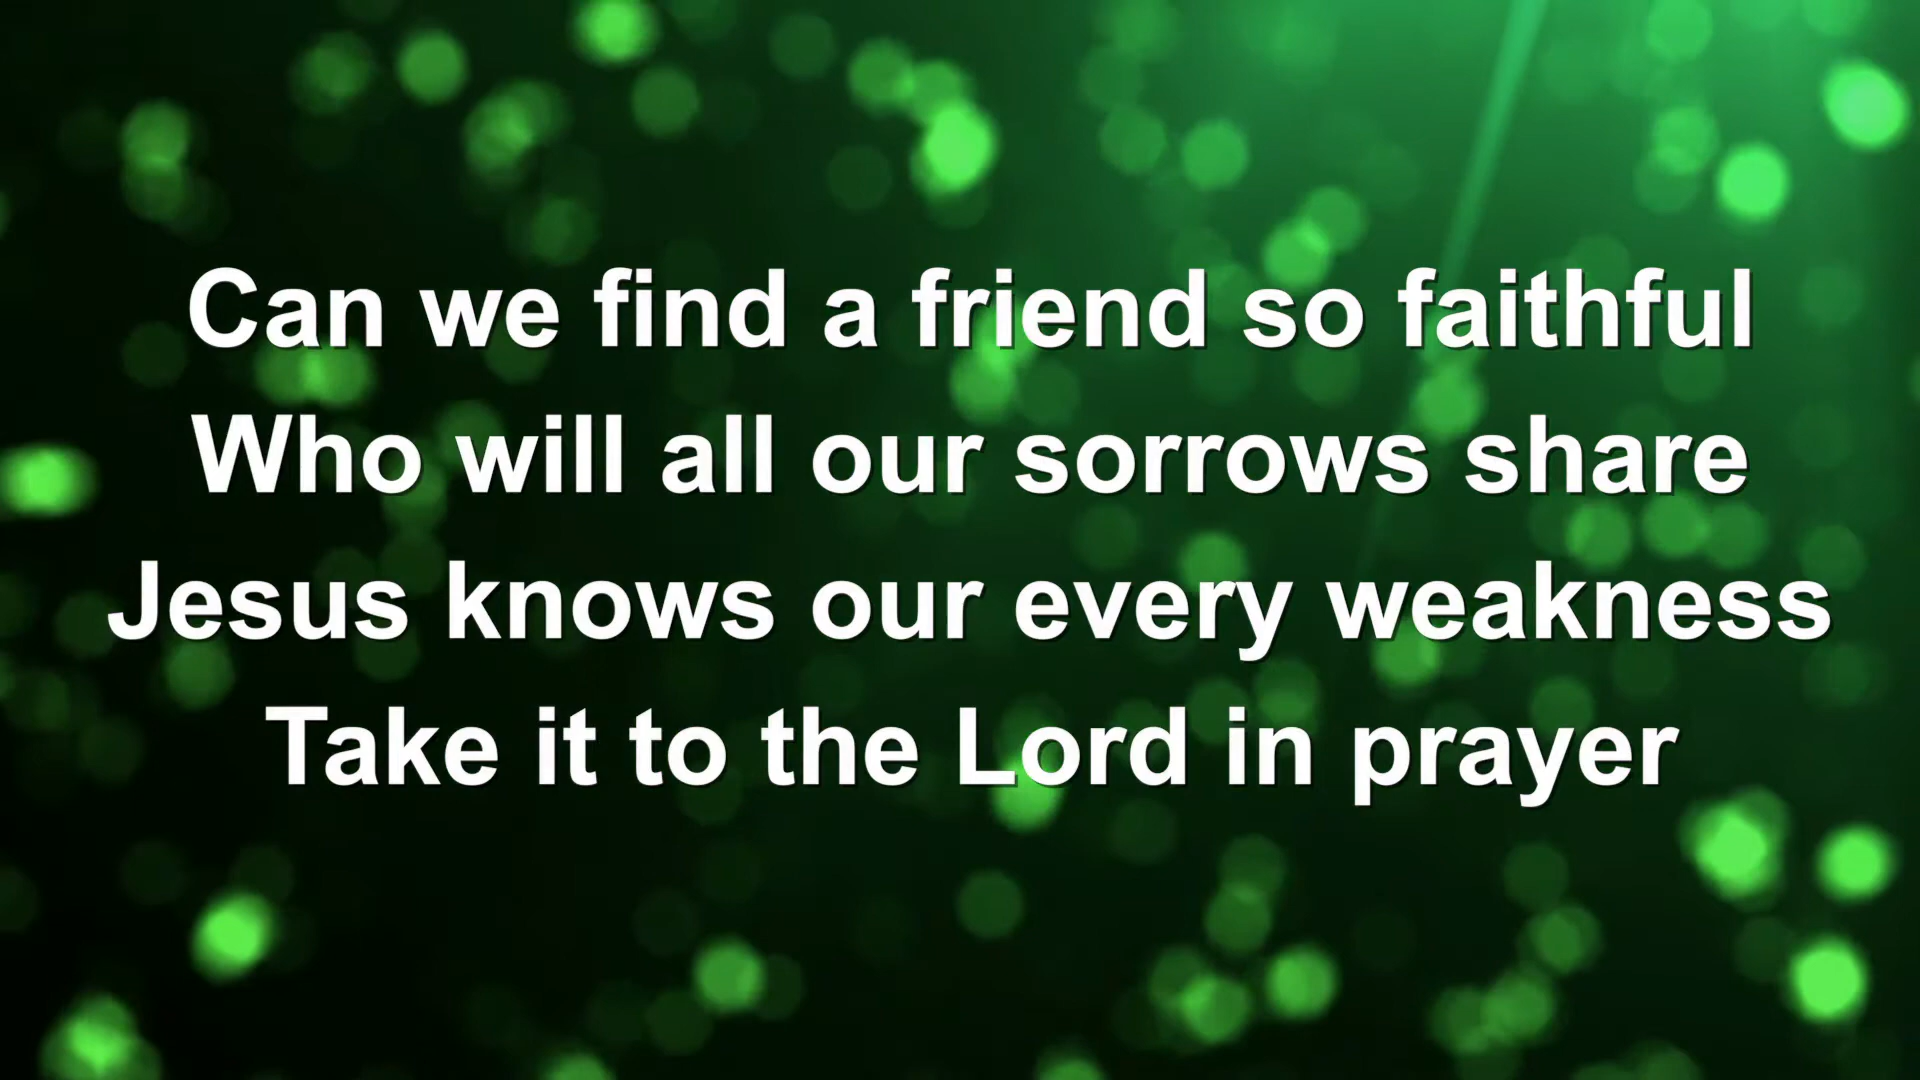 Can we find a friend so faithful
Who will all our sorrows share
Jesus knows our every weakness
Take it to the Lord in prayer